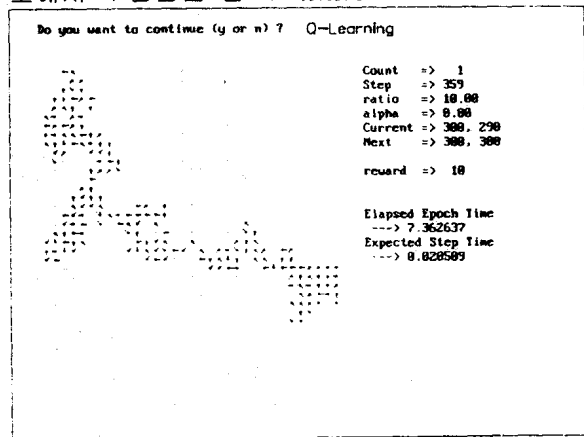 Do you want to continue (y or n) ? Q-Learning
Count => 1
Step => 359
ratio => 10.00
alpha => 0.00
Current => 300, 290
Next => 300, 300
reward => 10
Elapsed Epoch Time
---> 7.362637
Expected Step Time
---> 0.020509